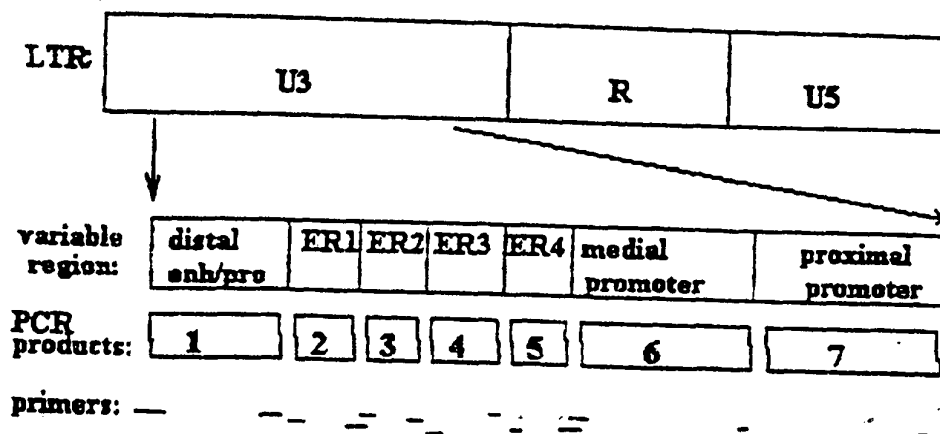 LTR:
U3 R U5
variable region:
distal enh/pro
ER1 ER2 ER3 ER4
medial promoter
proximal promoter
PCR products:
1 2 3 4 5 6 7
primers: